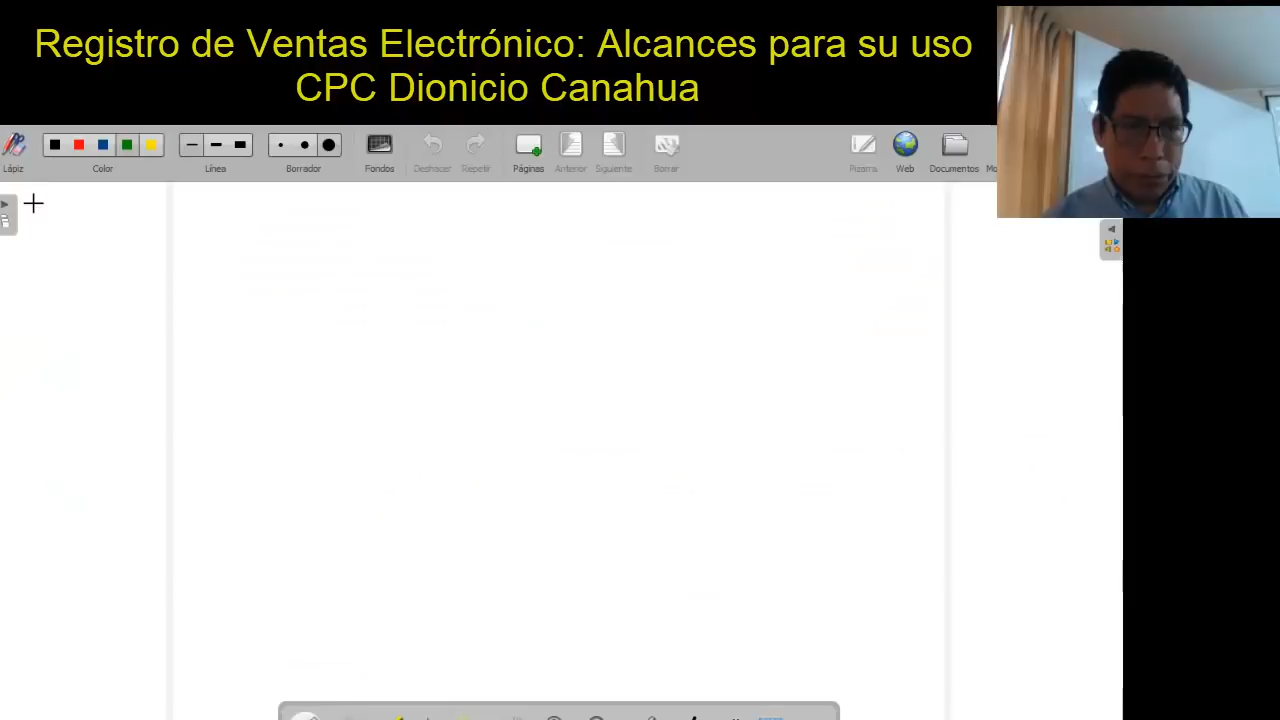 Registro de Ventas Electrónico: Alcances para su uso
CPC Dionicio Canahua
Lápiz
Color
Línea
Borrador
Fondos
Deshacer
Repetir
Páginas
Anterior
Siguiente
Borrar
Pizarra
Web
Documentos
Mo